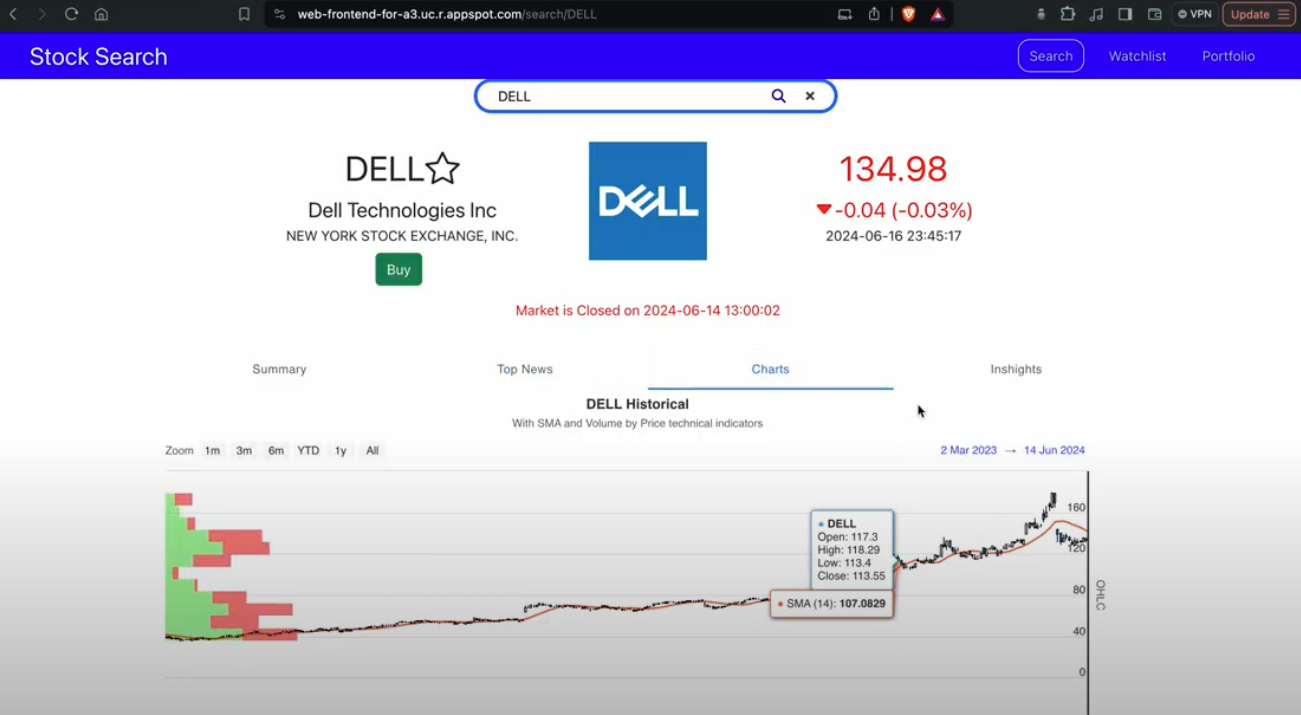 web-frontend-for-a3.uc.r.appspot.com/search/DELL
VPN
Update
Stock Search
Search
Watchlist
Portfolio
DELL
DELL
Dell Technologies Inc
NEW YORK STOCK EXCHANGE, INC.
Buy
DELL
134.98
-0.04 (-0.03%)
2024-06-16 23:45:17
Market is Closed on 2024-06-14 13:00:02
Summary
Top News
Charts
Inshights
DELL Historical
With SMA and Volume by Price technical indicators
Zoom 1m 3m 6m YTD 1y All
2 Mar 2023 → 14 Jun 2024
DELL
Open: 117.3
High: 118.29
Low: 113.4
Close: 113.55
SMA (14): 107.0829
160
120
80
40
0
OHLC